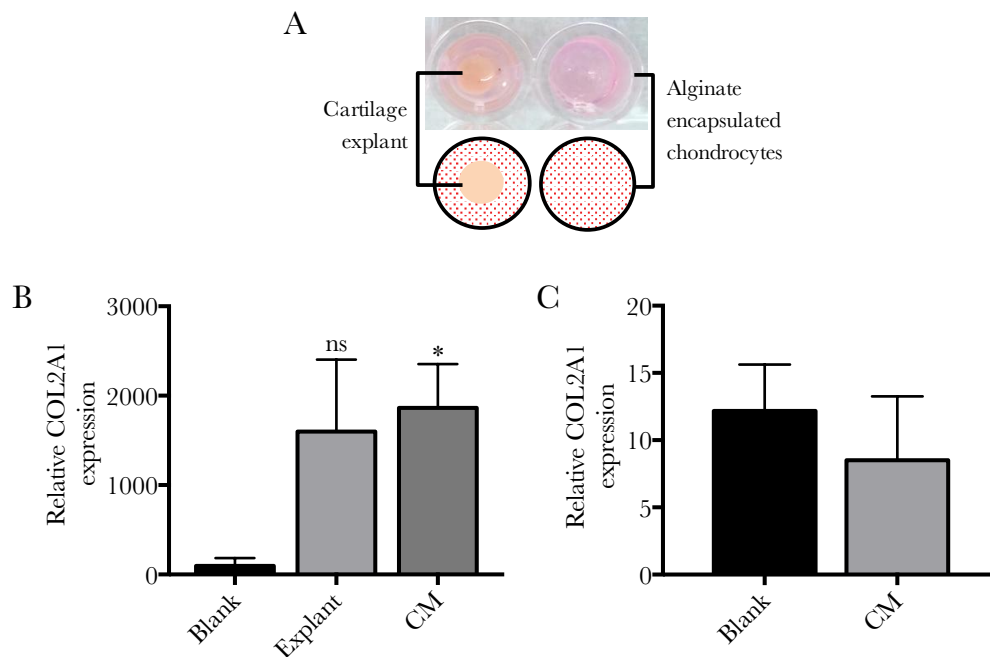 A
Cartilage
explant
Alginate
encapsulated
chondrocytes
B
Relative COL2A1
expression
3000
2000
1000
0
ns
*
Blank
Explant
CM
C
Relative COL2A1
expression
20
15
10
5
0
Blank
CM